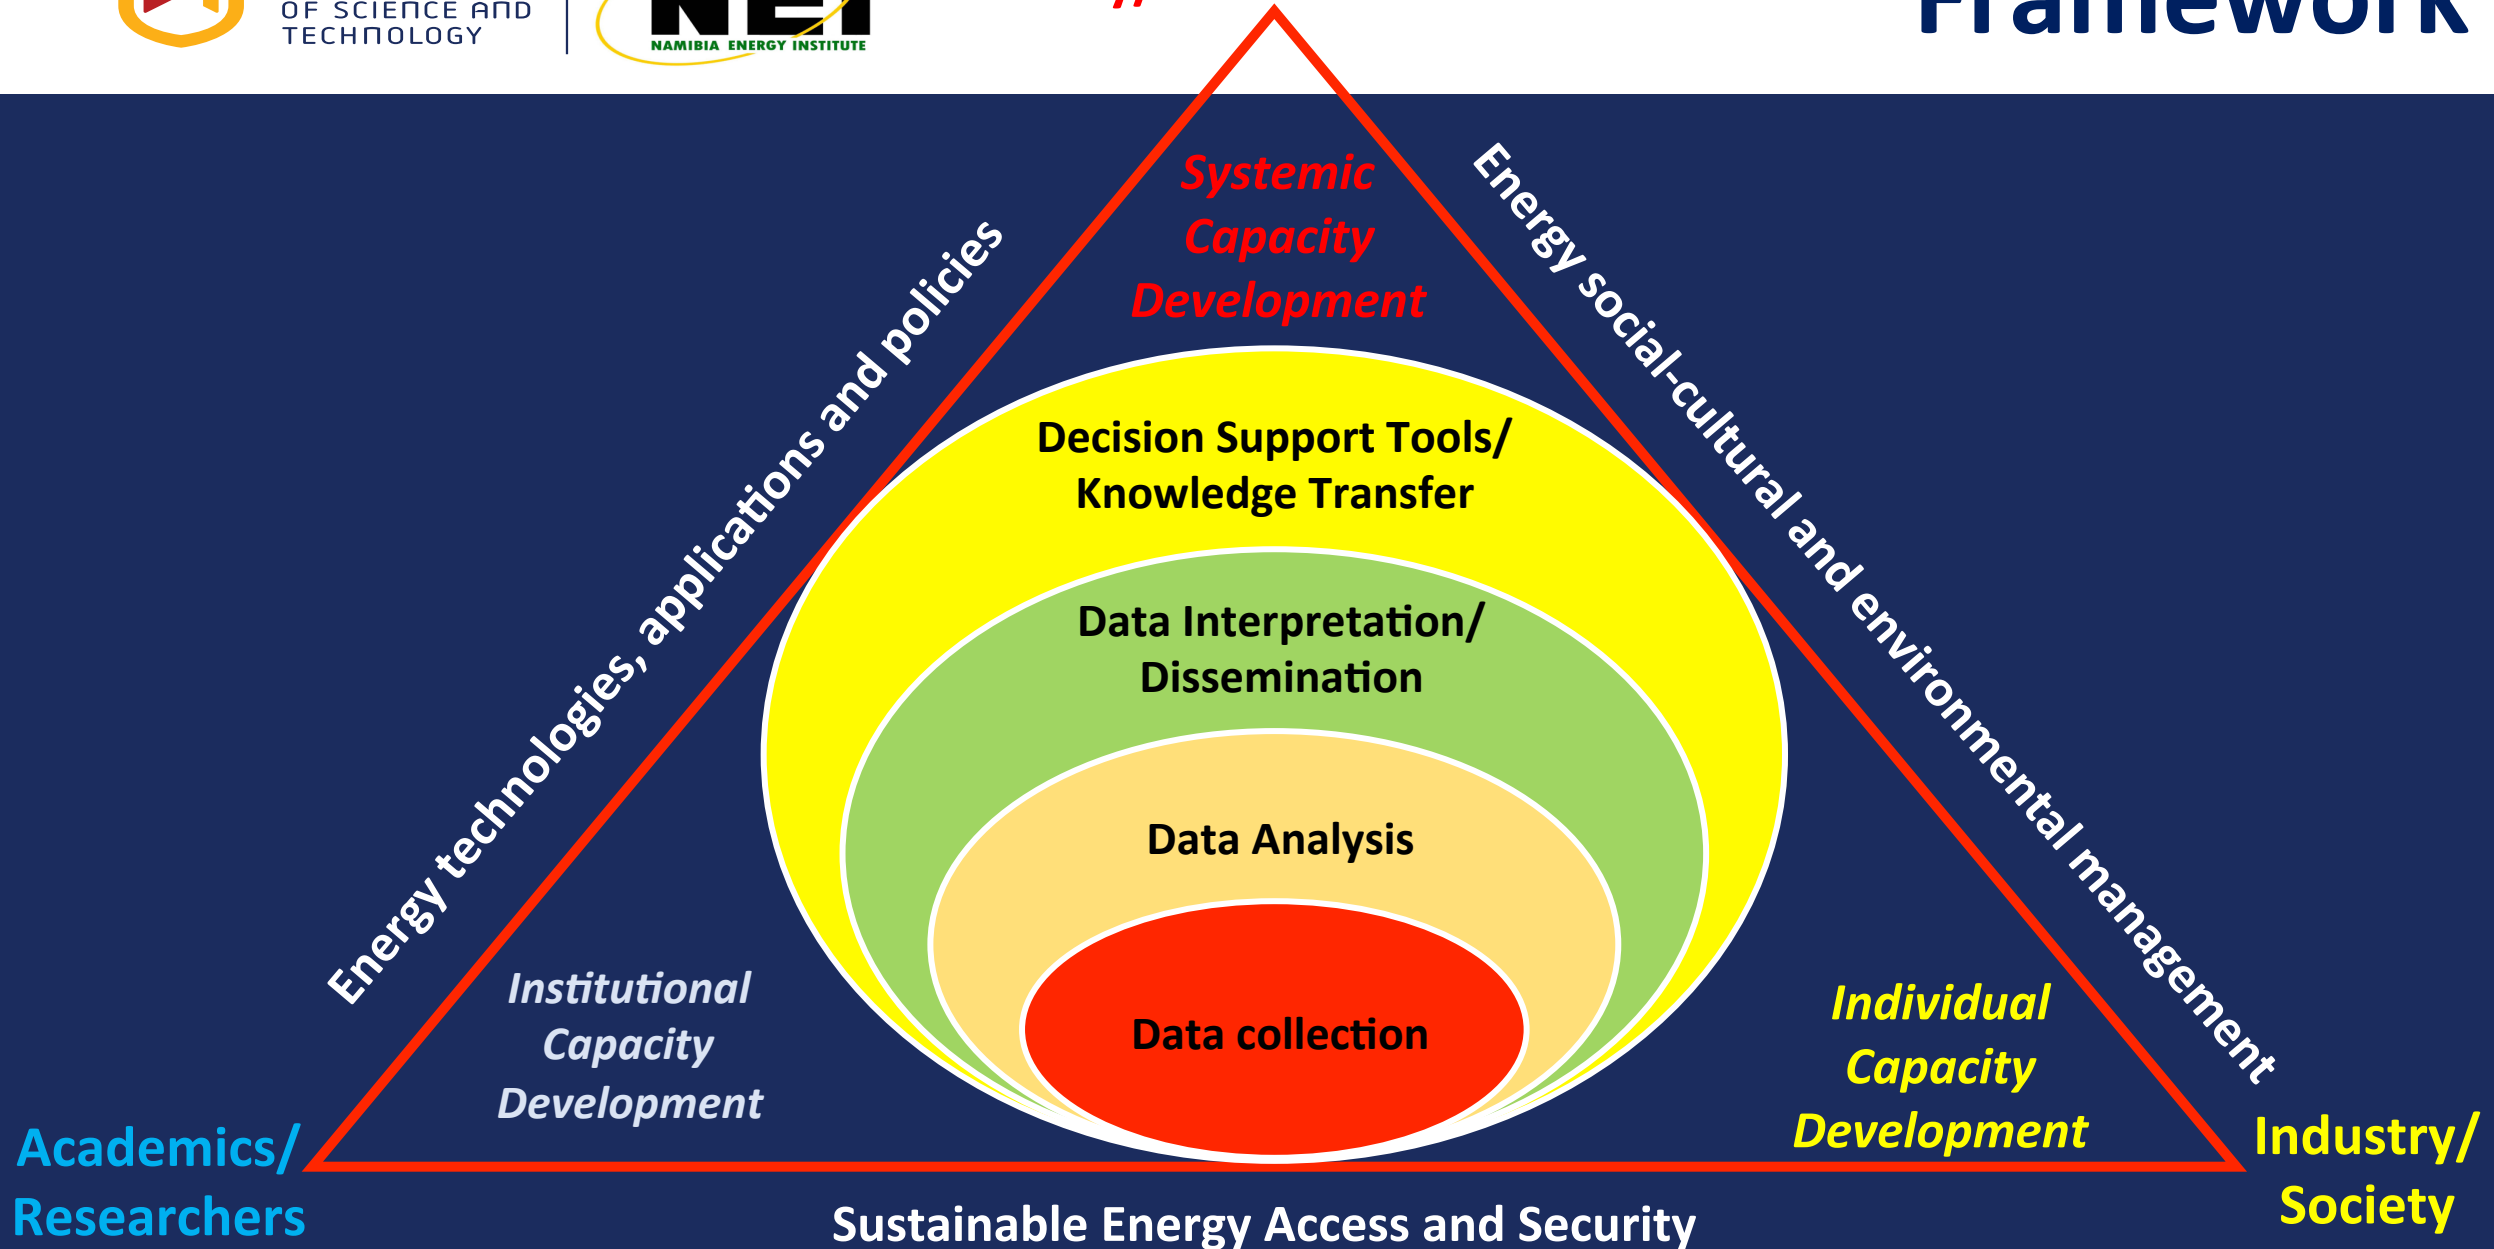 OF SCIENCE AND
TECHNOLOGY
NEI
NAMIBIA ENERGY INSTITUTE
Framework
Systemic
Capacity
Development
Energy technologies, applications and policies
Energy social-cultural and environmental management
Decision Support Tools/
Knowledge Transfer
Data Interpretation/
Dissemination
Data Analysis
Data collection
Institutional
Capacity
Development
Individual
Capacity
Development
Academics/
Researchers
Industry/
Society
Sustainable Energy Access and Security